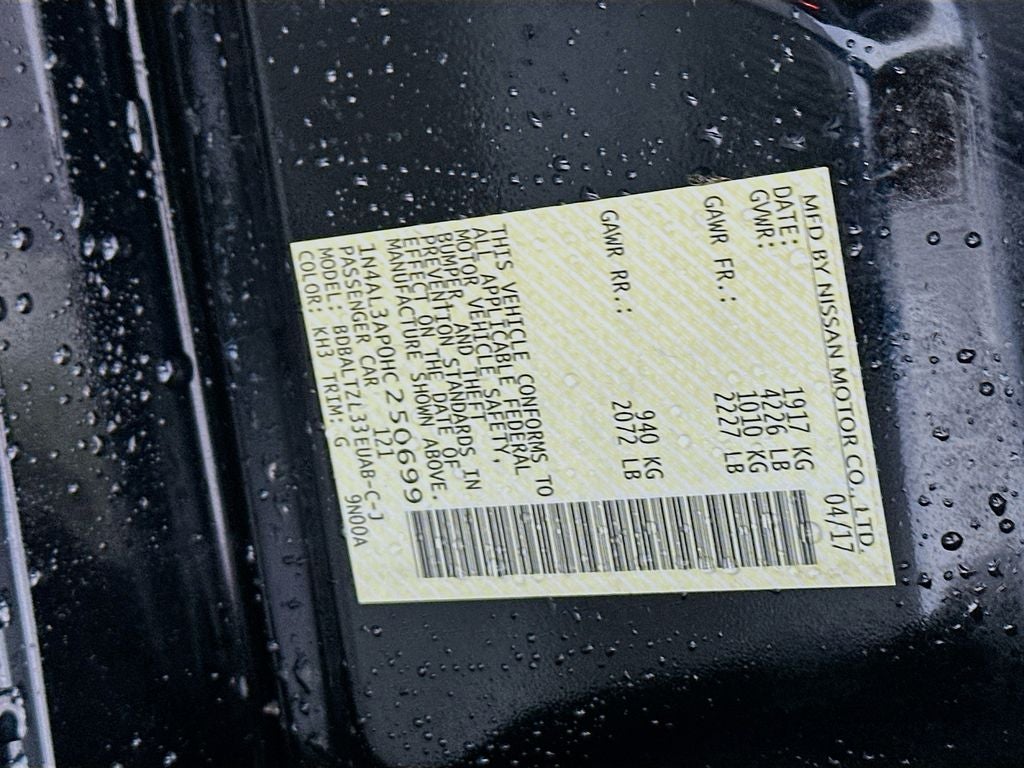 MFD BY NISSAN MOTOR CO., LTD.
DATE: 04/17
GVWR: 1917 KG
4226 LB
GAWR FR.: 1010 KG
2227 LB
GAWR RR.: 940 KG
2072 LB
THIS VEHICLE CONFORMS TO
ALL APPLICABLE FEDERAL
MOTOR VEHICLE SAFETY,
BUMPER, AND THEFT
PREVENTION STANDARDS IN
EFFECT ON THE DATE OF
MANUFACTURE SHOWN ABOVE.
1N4AL3AP0HC250699
PASSENGER CAR 121
MODEL: BDBALTZL33EUAB-C-J
COLOR: KH3 TRIM: G 9N00A